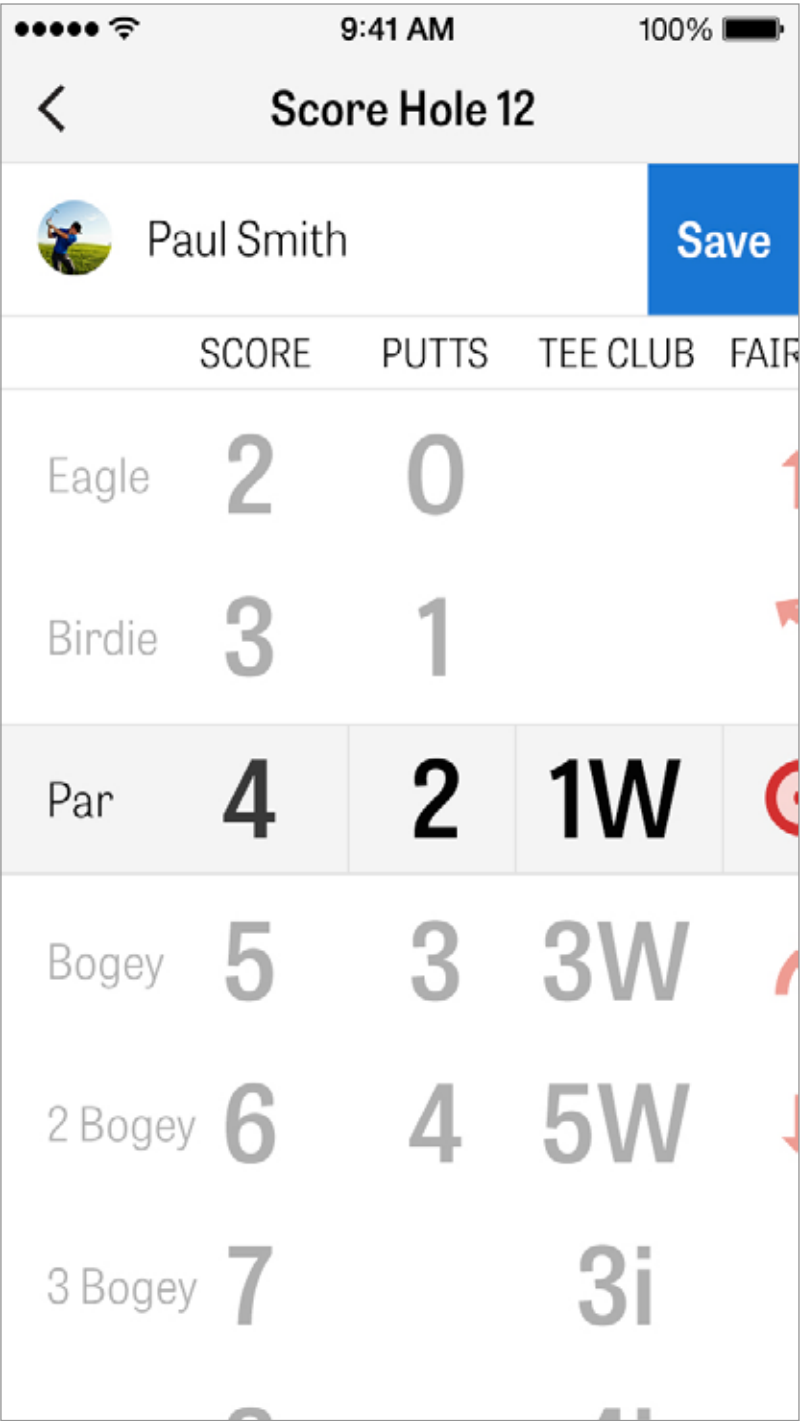 9:41 AM 100%
Score Hole 12
Paul Smith Save
SCORE PUTTS TEE CLUB
Eagle 2 0
Birdie 3 1
Par 4 2 1W
Bogey 5 3 3W
2 Bogey 6 4 5W
3 Bogey 7 3i